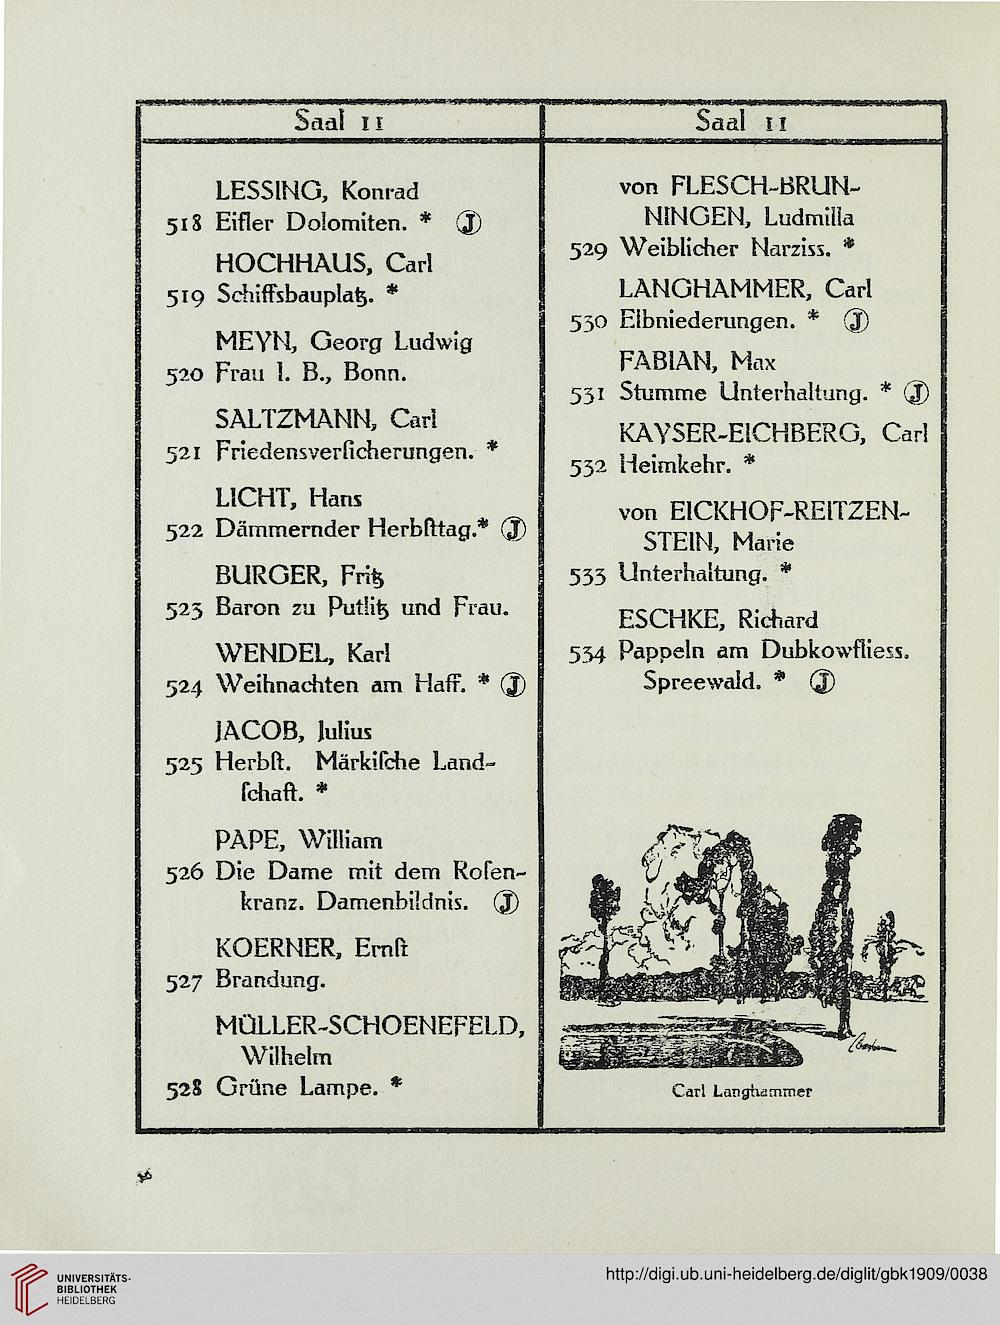 Saal 11
LESSING, Konrad
518 Eifler Dolomiten. * Ⓙ
HOCHHAUS, Carl
519 Schiffsbauplatz. *
MEYN, Georg Ludwig
520 Frau I. B., Bonn.
SALTZMANN, Carl
521 Friedensverſicherungen. *
LICHT, Hans
522 Dämmernder Herbſttag.* Ⓙ
BURGER, Fritz
523 Baron zu Putlitz und Frau.
WENDEL, Karl
524 Weihnachten am Haff. * Ⓙ
JACOB, Julius
525 Herbſt. Märkiſche Land-
ſchaft. *
PAPE, William
526 Die Dame mit dem Roſen-
kranz. Damenbildnis. Ⓙ
KOERNER, Ernſt
527 Brandung.
MÜLLER-SCHOENEFELD,
Wilhelm
528 Grüne Lampe. *
Saal 11
von FLESCH-BRUN-
NINGEN, Ludmilla
529 Weiblicher Narziss. *
LANGHAMMER, Carl
530 Elbniederungen. * Ⓙ
FABIAN, Max
531 Stumme Unterhaltung. * Ⓙ
KAYSER-EICHBERG, Carl
532 Heimkehr. *
von EICKHOF-REITZEN-
STEIN, Marie
533 Unterhaltung. *
ESCHKE, Richard
534 Pappeln am Dubkowfliess.
Spreewald. * Ⓙ
Carl Langhammer
36
UNIVERSITÄTS-
BIBLIOTHEK
HEIDELBERG
http://digi.ub.uni-heidelberg.de/diglit/gbk1909/0038